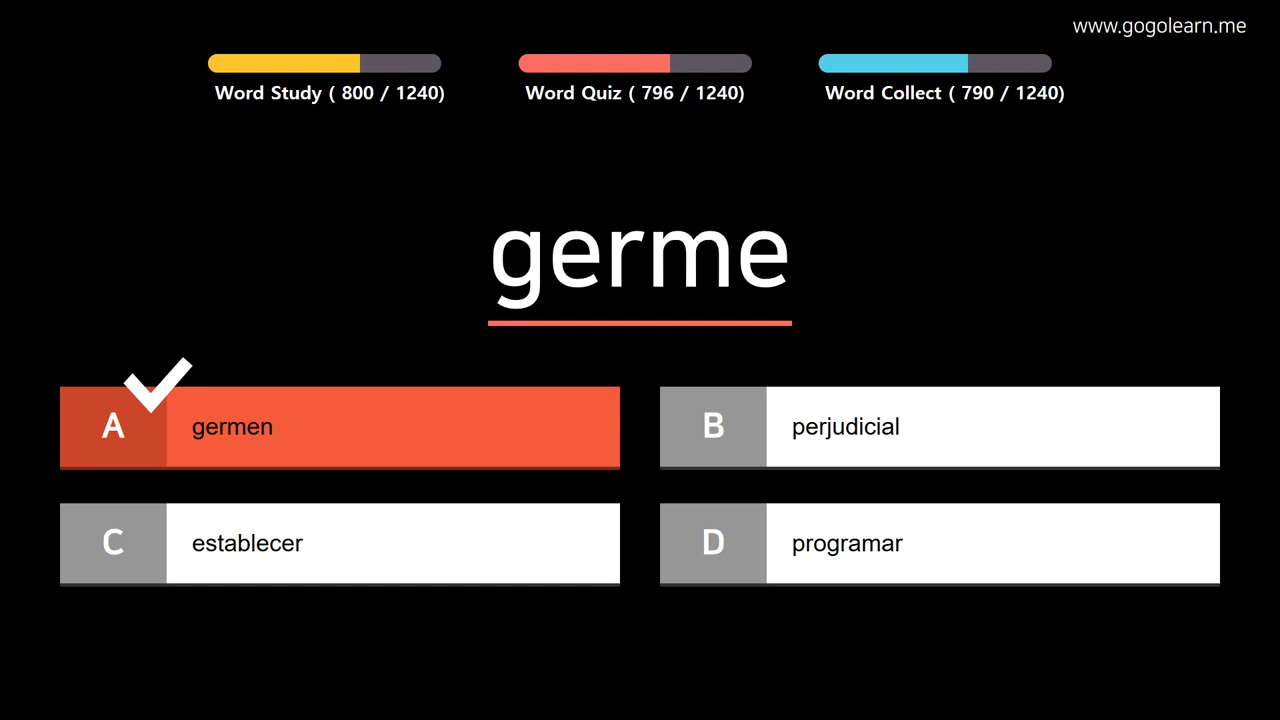 www.gogolearn.me
Word Study ( 800 / 1240)
Word Quiz ( 796 / 1240)
Word Collect ( 790 / 1240)
germe
A germen
B perjudicial
C establecer
D programar